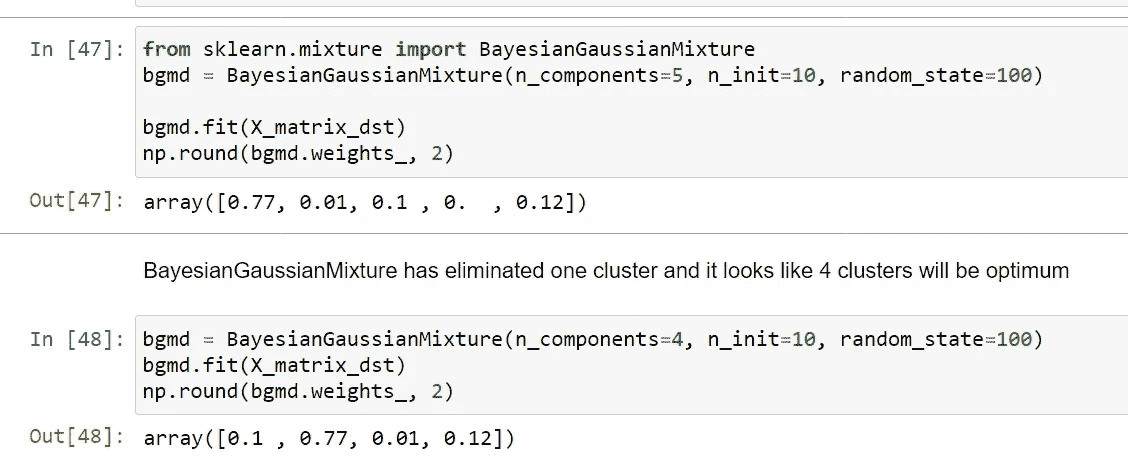 In [47]: from sklearn.mixture import BayesianGaussianMixture
bgmd = BayesianGaussianMixture(n_components=5, n_init=10, random_state=100)
bgmd.fit(X_matrix_dst)
np.round(bgmd.weights_, 2)
Out[47]: array([0.77, 0.01, 0.1 , 0.  , 0.12])
BayesianGaussianMixture has eliminated one cluster and it looks like 4 clusters will be optimum
In [48]: bgmd = BayesianGaussianMixture(n_components=4, n_init=10, random_state=100)
bgmd.fit(X_matrix_dst)
np.round(bgmd.weights_, 2)
Out[48]: array([0.1 , 0.77, 0.01, 0.12])